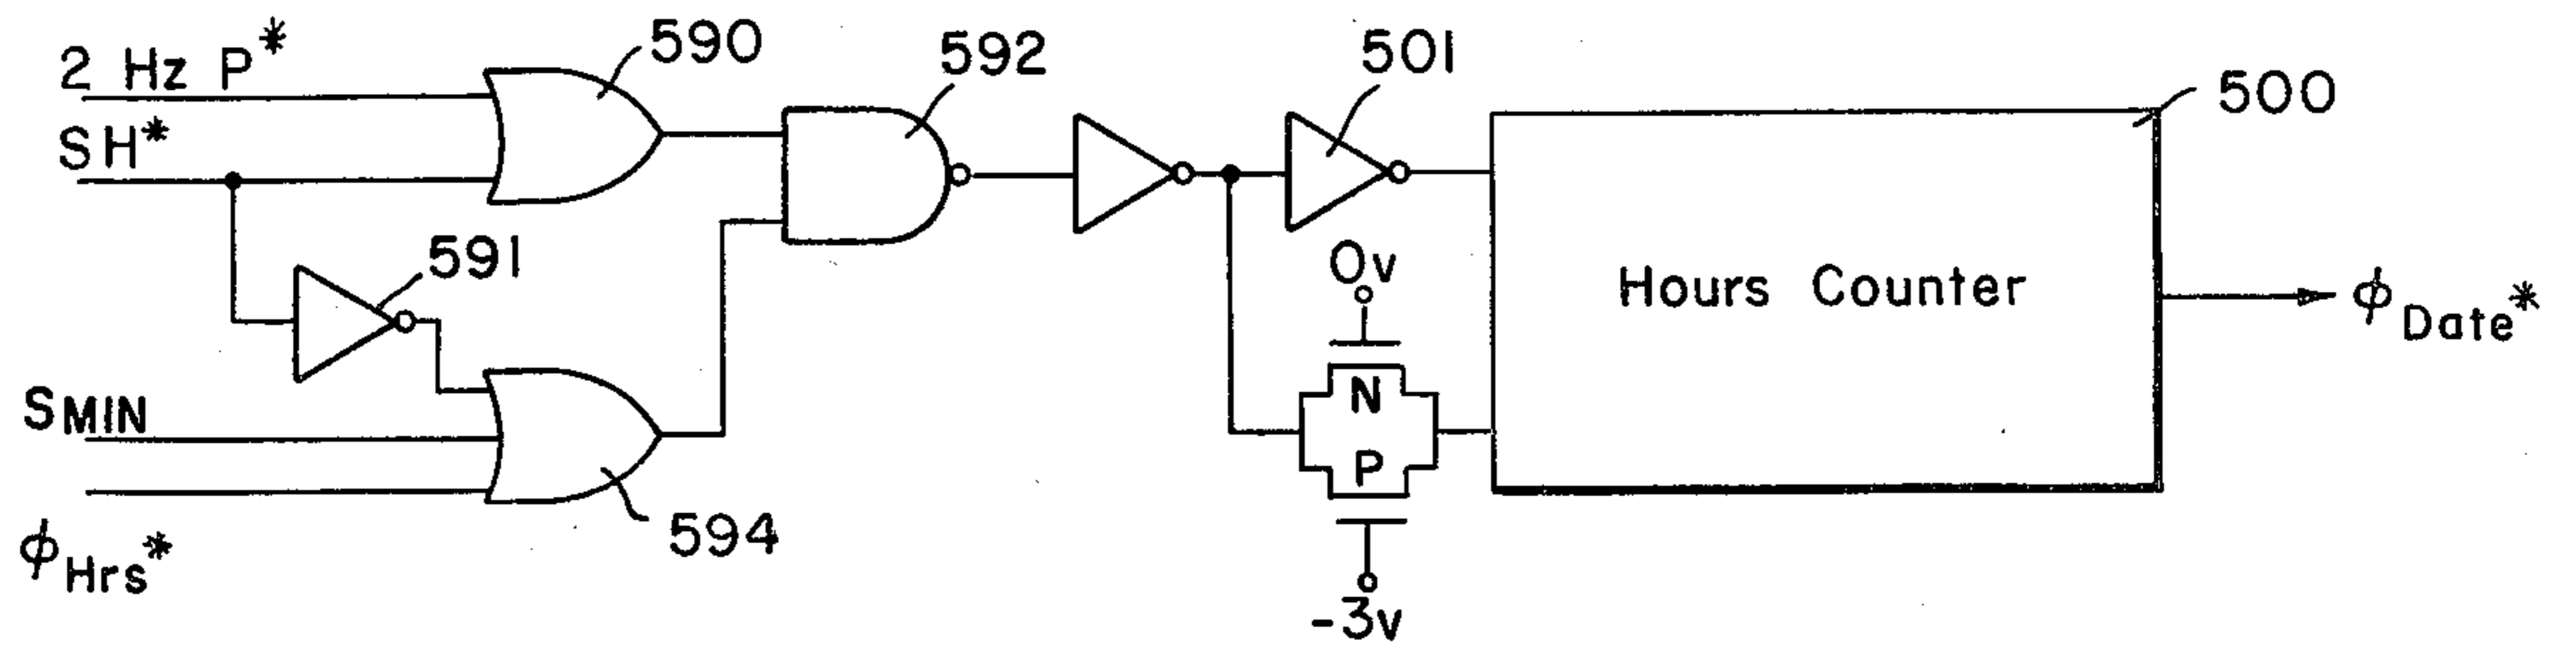 2 Hz P*
590
592
501
500
SH*
591
0v
Hours Counter
ϕDate*
SMIN
N
P
594
ϕHrs*
-3v